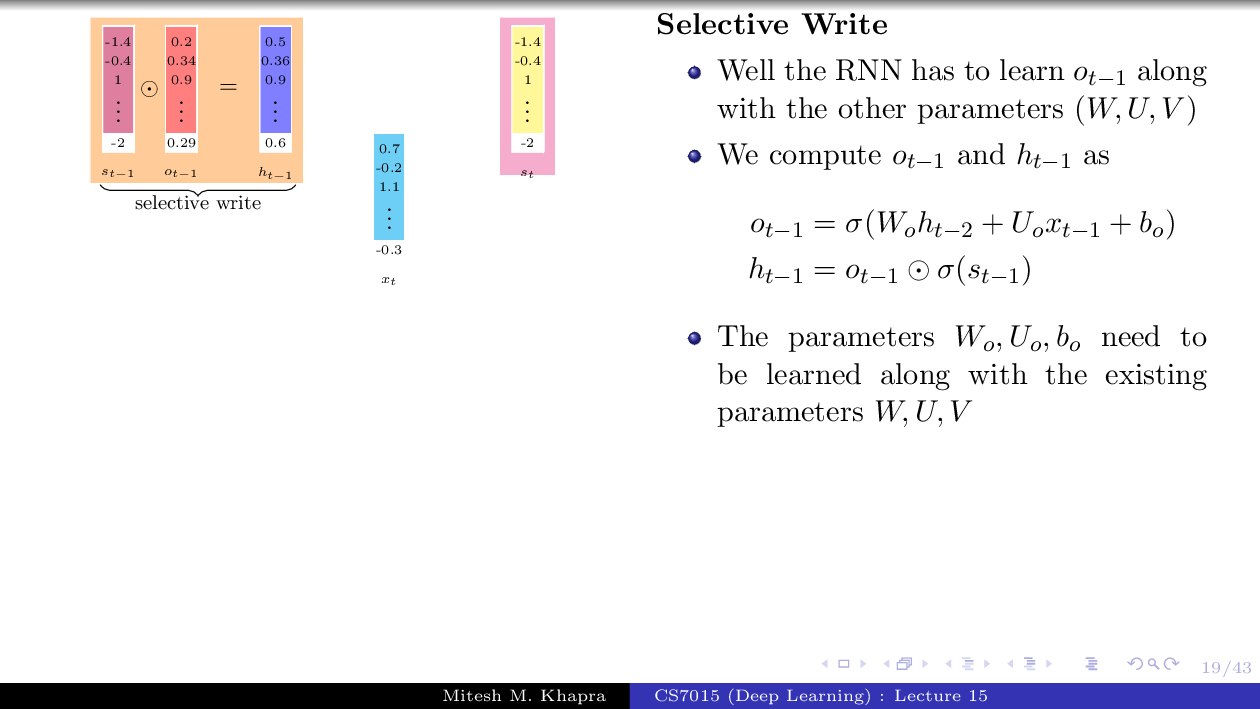 -1.4 0.2 0.5
-0.4 0.34 0.36
1 ⊙ 0.9 = 0.9
⋮ ⋮ ⋮
-2 0.29 0.6
s_{t−1} o_{t−1} h_{t−1}
selective write
0.7
-0.2
1.1
⋮
-0.3
x_t
-1.4
-0.4
1
⋮
-2
s_t
Selective Write
Well the RNN has to learn o_{t−1} along
with the other parameters (W, U, V)
We compute o_{t−1} and h_{t−1} as
o_{t−1} = σ(W_o h_{t−2} + U_o x_{t−1} + b_o)
h_{t−1} = o_{t−1} ⊙ σ(s_{t−1})
The parameters W_o, U_o, b_o need to
be learned along with the existing
parameters W, U, V
19/43
Mitesh M. Khapra
CS7015 (Deep Learning) : Lecture 15